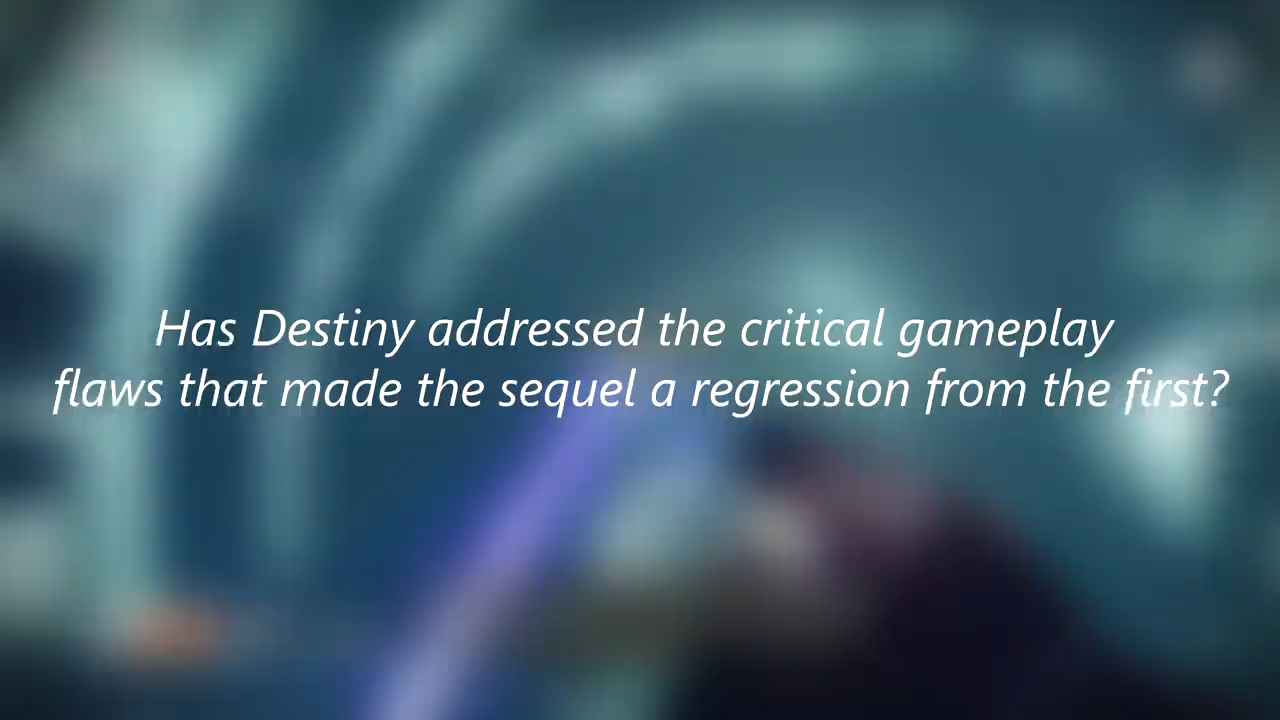 Has Destiny addressed the critical gameplay
flaws that made the sequel a regression from the first?